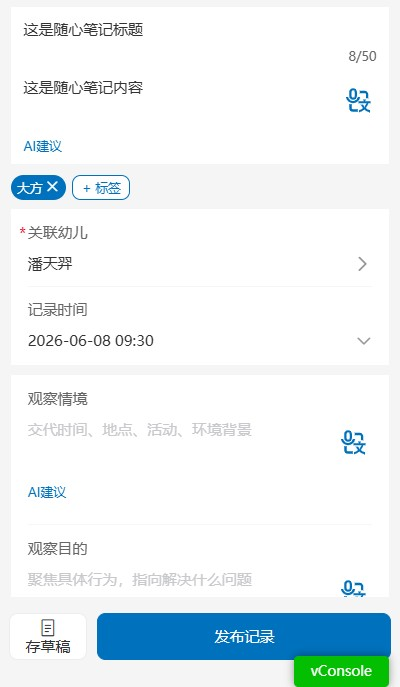 这是随心笔记标题
8/50
这是随心笔记内容
AI建议
大方 ✕
+ 标签
*关联幼儿
潘天羿
记录时间
2026-06-08 09:30
观察情境
交代时间、地点、活动、环境背景
AI建议
观察目的
聚焦具体行为，指向解决什么问题
存草稿
发布记录
vConsole